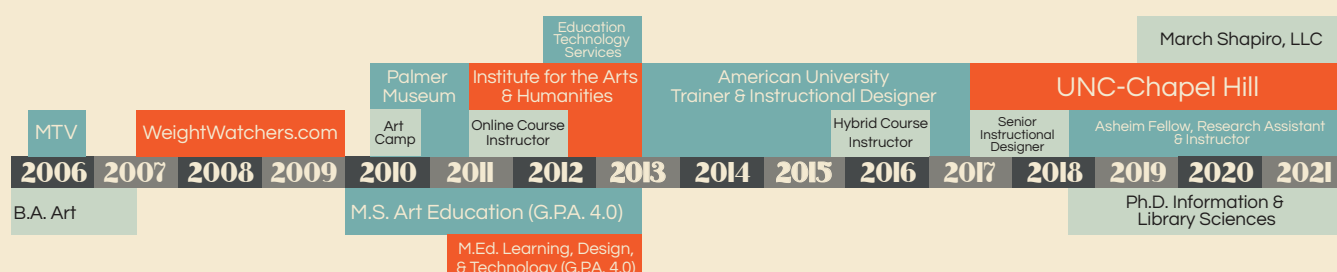 Education
Technology
Services
March Shapiro, LLC
Palmer
Museum
Institute for the Arts
& Humanities
American University
Trainer & Instructional Designer
UNC-Chapel Hill
MTV
WeightWatchers.com
Art
Camp
Online Course
Instructor
Hybrid Course
Instructor
Senior
Instructional
Designer
Asheim Fellow, Research Assistant
& Instructor
2006 2007 2008 2009 2010 2011 2012 2013 2014 2015 2016 2017 2018 2019 2020 2021
B.A. Art
M.S. Art Education (G.P.A. 4.0)
Ph.D. Information &
Library Sciences
M.Ed. Learning, Design,
& Technology (G.P.A. 4.0)